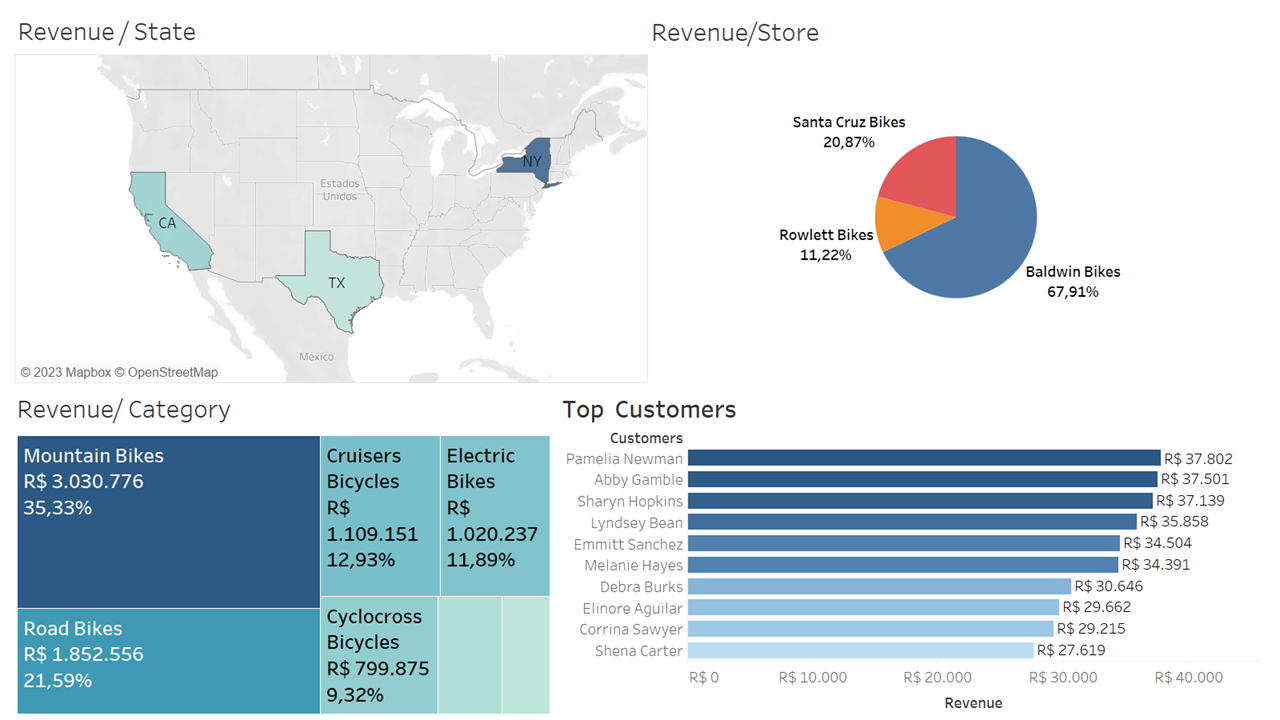 Revenue / State
Estados
Unidos
NY
CA
TX
Mexico
© 2023 Mapbox © OpenStreetMap
Revenue/Store
Santa Cruz Bikes
20,87%
Rowlett Bikes
11,22%
Baldwin Bikes
67,91%
Revenue/ Category
Mountain Bikes
R$ 3.030.776
35,33%
Road Bikes
R$ 1.852.556
21,59%
Cruisers
Bicycles
R$
1.109.151
12,93%
Electric
Bikes
R$
1.020.237
11,89%
Cyclocross
Bicycles
R$ 799.875
9,32%
Top Customers
Customers
Pamelia Newman R$ 37.802
Abby Gamble R$ 37.501
Sharyn Hopkins R$ 37.139
Lyndsey Bean R$ 35.858
Emmitt Sanchez R$ 34.504
Melanie Hayes R$ 34.391
Debra Burks R$ 30.646
Elinore Aguilar R$ 29.662
Corrina Sawyer R$ 29.215
Shena Carter R$ 27.619
R$ 0 R$ 10.000 R$ 20.000 R$ 30.000 R$ 40.000
Revenue